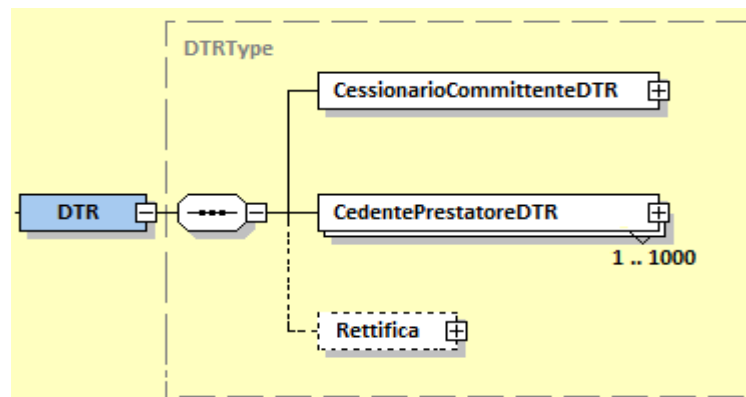 DTRType
CessionarioCommittenteDTR
DTR
CedentePrestatoreDTR
1 .. 1000
Rettifica